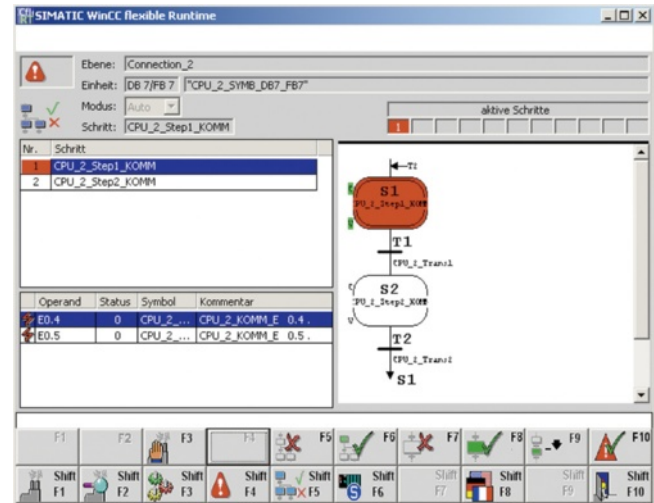 SIMATIC WinCC flexible Runtime
Ebene: Connection_2
Einheit: DB 7/FB 7 "CPU_2_SYMB_DB7_FB7"
Modus: Auto
aktive Schritte
Schritt: CPU_2_Step1_KOMM
1
Nr. Schritt
1 CPU_2_Step1_KOMM
2 CPU_2_Step2_KOMM
T2
S1
T1
CPU_2_Trans1
S2
T2
CPU_2_Trans2
S1
Operand Status Symbol Kommentar
E0.4 0 CPU_2_... CPU_2_KOMM_E 0.4 .
E0.5 0 CPU_2_... CPU_2_KOMM_E 0.5 .
F1 F2 F3 F4 F5 F6 F7 F8 F9 F10
Shift F1 Shift F2 Shift F3 Shift F4 Shift F5 Shift F6 Shift F7 Shift F8 Shift F9 Shift F10